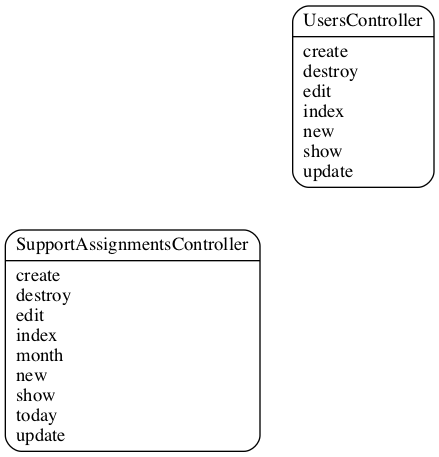 UsersController
create
destroy
edit
index
new
show
update
SupportAssignmentsController
create
destroy
edit
index
month
new
show
today
update